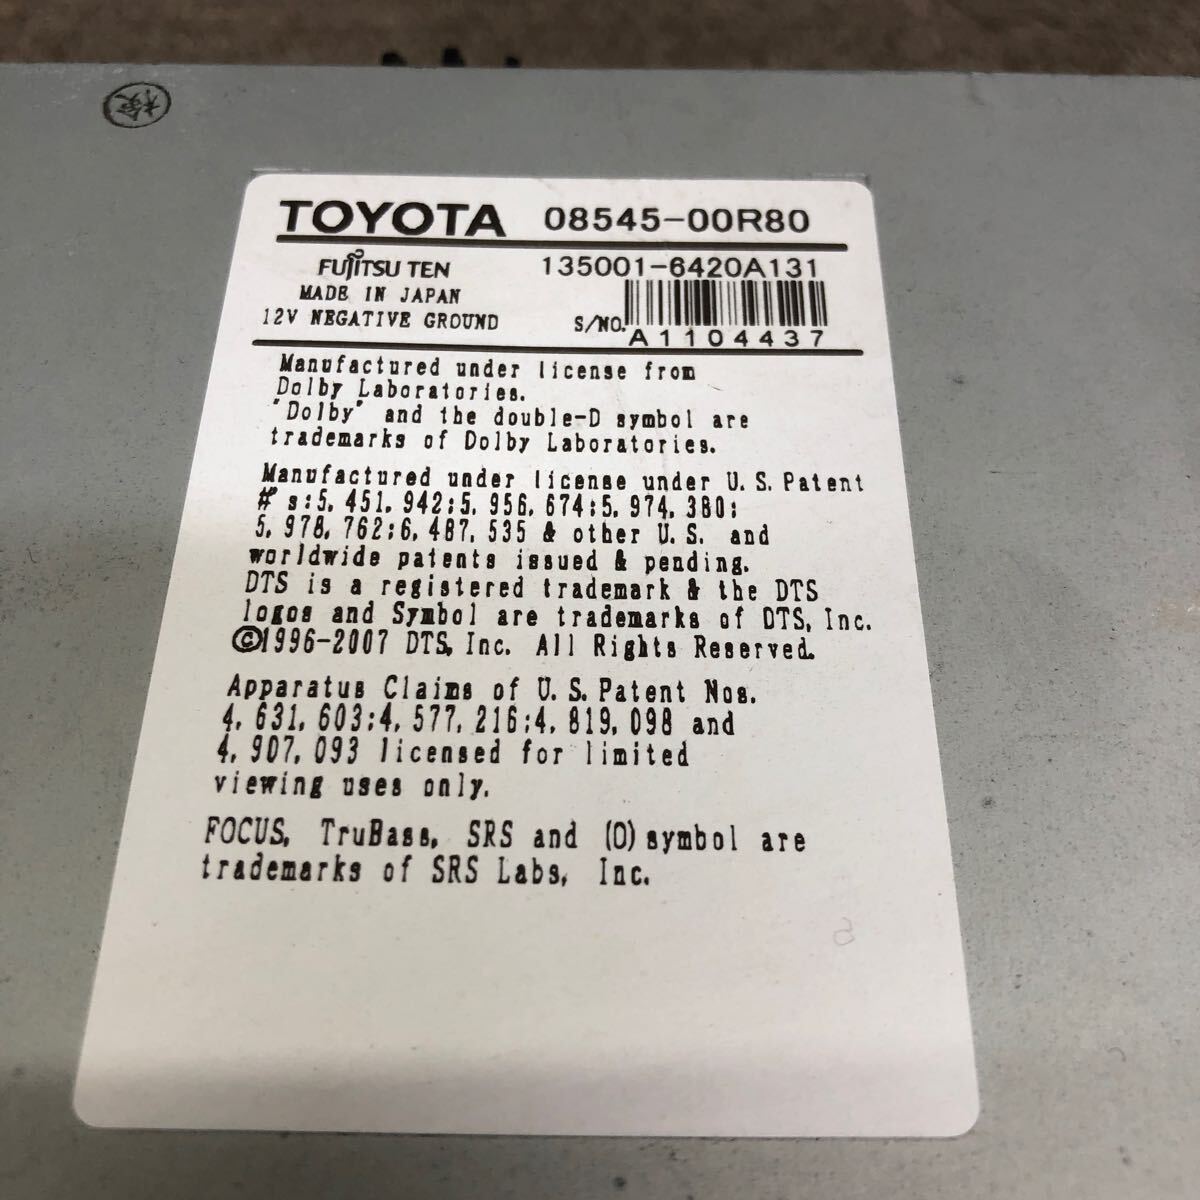 検
TOYOTA 08545-00R80
FUJITSU TEN 135001-6420A131
MADE IN JAPAN
12V NEGATIVE GROUND S/NO.
A1104437
Manufactured under license from
Dolby Laboratories.
"Dolby" and the double-D symbol are
trademarks of Dolby Laboratories.
Manufactured under license under U.S. Patent
#'s:5,451,942;5,956,674;5,974,380;
5,978,762;6,487,535 & other U.S. and
worldwide patents issued & pending.
DTS is a registered trademark & the DTS
logos and Symbol are trademarks of DTS, Inc.
©1996-2007 DTS, Inc. All Rights Reserved.
Apparatus Claims of U.S. Patent Nos.
4,631,603;4,577,216;4,819,098 and
4,907,093 licensed for limited
viewing uses only.
FOCUS, TruBass, SRS and (O) symbol are
trademarks of SRS Labs, Inc.